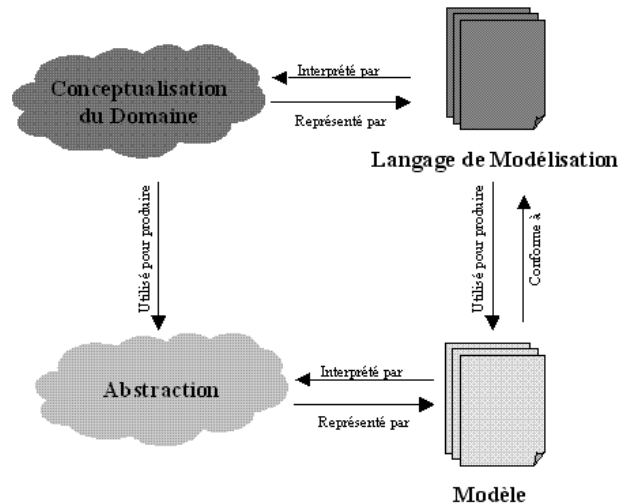 Interprété par
Conceptualisation
du Domaine
Représenté par
Langage de Modélisation
Utilisé pour produire
Utilisé pour produire
Conforme à
Interprété par
Abstraction
Représenté par
Modèle